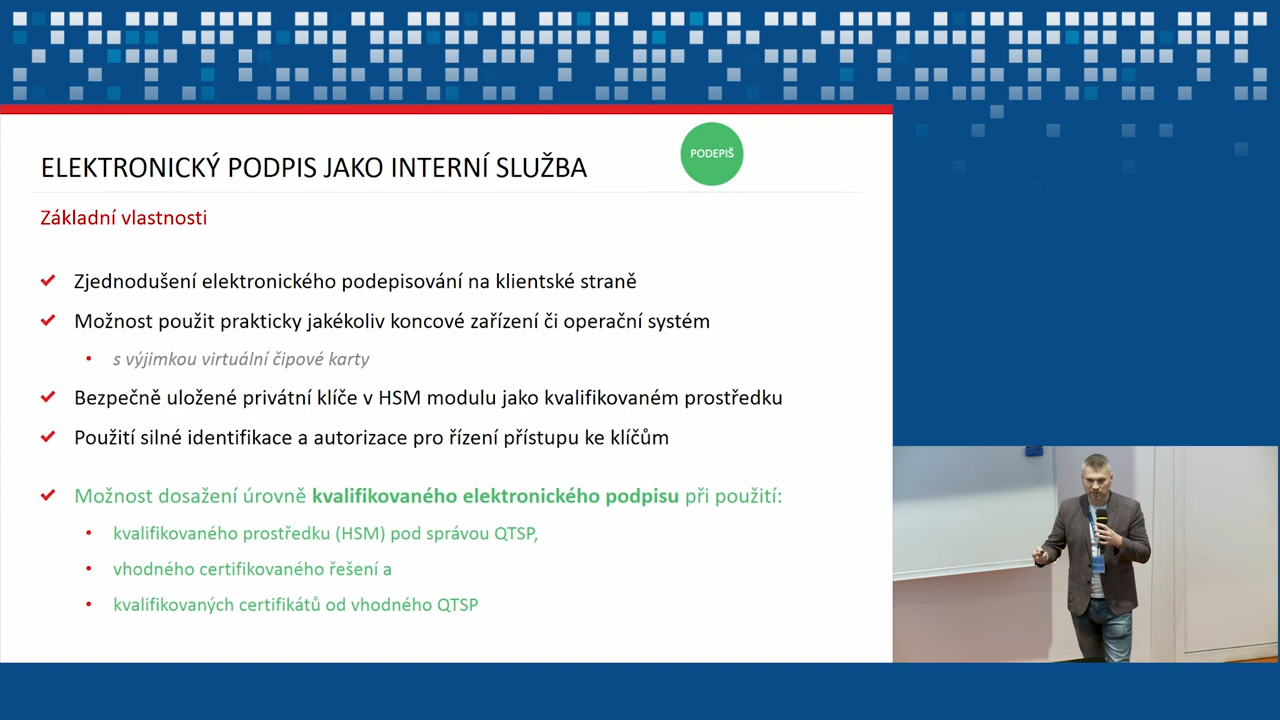 ELEKTRONICKÝ PODPIS JAKO INTERNÍ SLUŽBA
PODEPIŠ
Základní vlastnosti
Zjednodušení elektronického podepisování na klientské straně
Možnost použit prakticky jakékoliv koncové zařízení či operační systém
s výjimkou virtuální čipové karty
Bezpečně uložené privátní klíče v HSM modulu jako kvalifikovaném prostředku
Použití silné identifikace a autorizace pro řízení přístupu ke klíčům
Možnost dosažení úrovně kvalifikovaného elektronického podpisu při použití:
kvalifikovaného prostředku (HSM) pod správou QTSP,
vhodného certifikovaného řešení a
kvalifikovaných certifikátů od vhodného QTSP